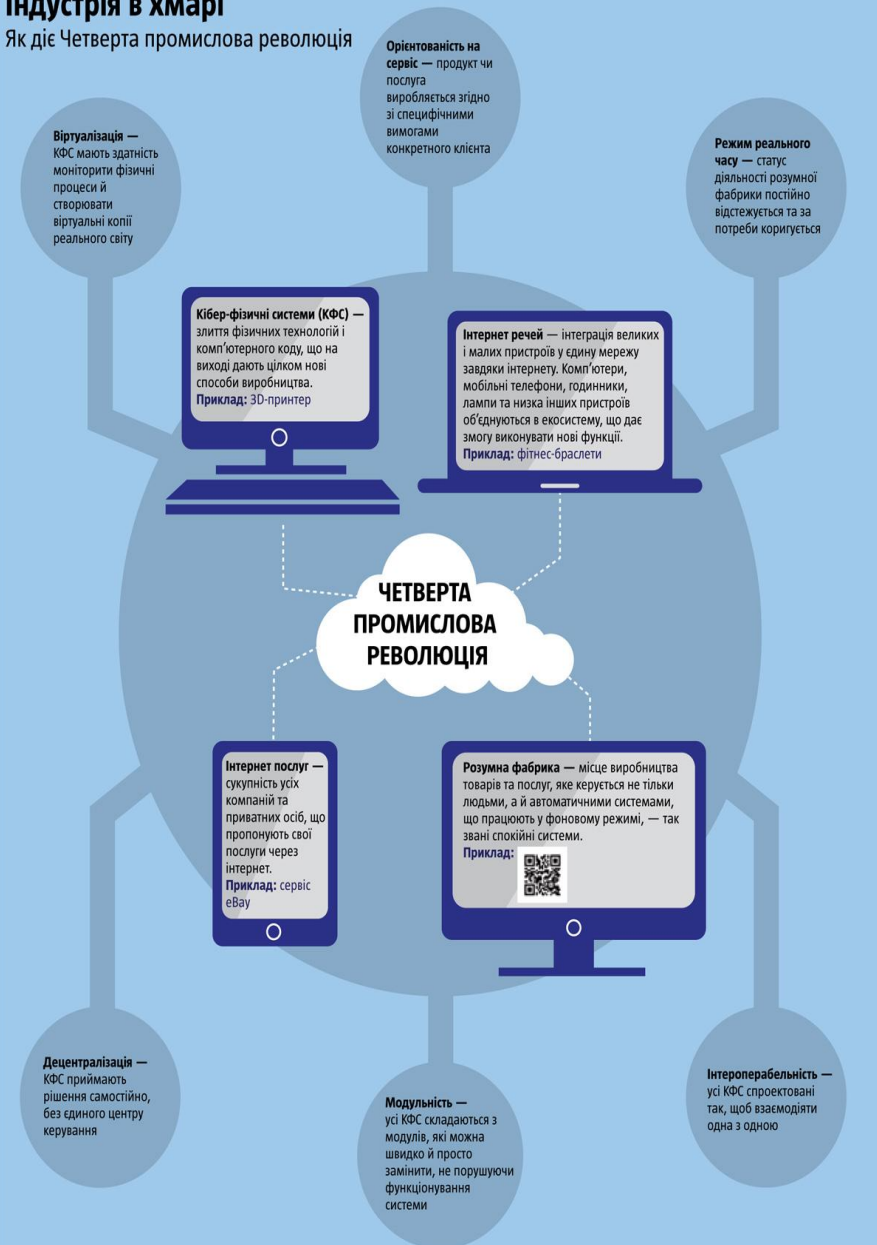 Індустрія в хмарі
Як діє Четверта промислова революція
Орієнтованість на
сервіс — продукт чи
послуга
виробляється згідно
зі специфічними
вимогами
конкретного клієнта
Віртуалізація —
КФС мають здатність
моніторити фізичні
процеси й
створювати
віртуальні копії
реального світу
Режим реального
часу — статус
діяльності розумної
фабрики постійно
відстежується та за
потреби коригується
Кібер-фізичні системи (КФС) —
злиття фізичних технологій і
комп’ютерного коду, що на
виході дають цілком нові
способи виробництва.
Приклад: 3D-принтер
Інтернет речей — інтеграція великих
і малих пристроїв у єдину мережу
завдяки інтернету. Комп’ютери,
мобільні телефони, годинники,
лампи та низка інших пристроїв
об’єднуються в екосистему, що дає
змогу виконувати нові функції.
Приклад: фітнес-браслети
ЧЕТВЕРТА
ПРОМИСЛОВА
РЕВОЛЮЦІЯ
Інтернет послуг —
сукупність усіх
компаній та
приватних осіб, що
пропонують свої
послуги через
інтернет.
Приклад: сервіс
eBay
Розумна фабрика — місце виробництва
товарів та послуг, яке керується не тільки
людьми, а й автоматичними системами,
що працюють у фоновому режимі, — так
звані спокійні системи.
Приклад:
Децентралізація —
КФС приймають
рішення самостійно,
без єдиного центру
керування
Модульність —
усі КФС складаються з
модулів, які можна
швидко й просто
замінити, не порушуючи
функціонування
системи
Інтероперабельність —
усі КФС спроектовані
так, щоб взаємодіяти
одна з одною